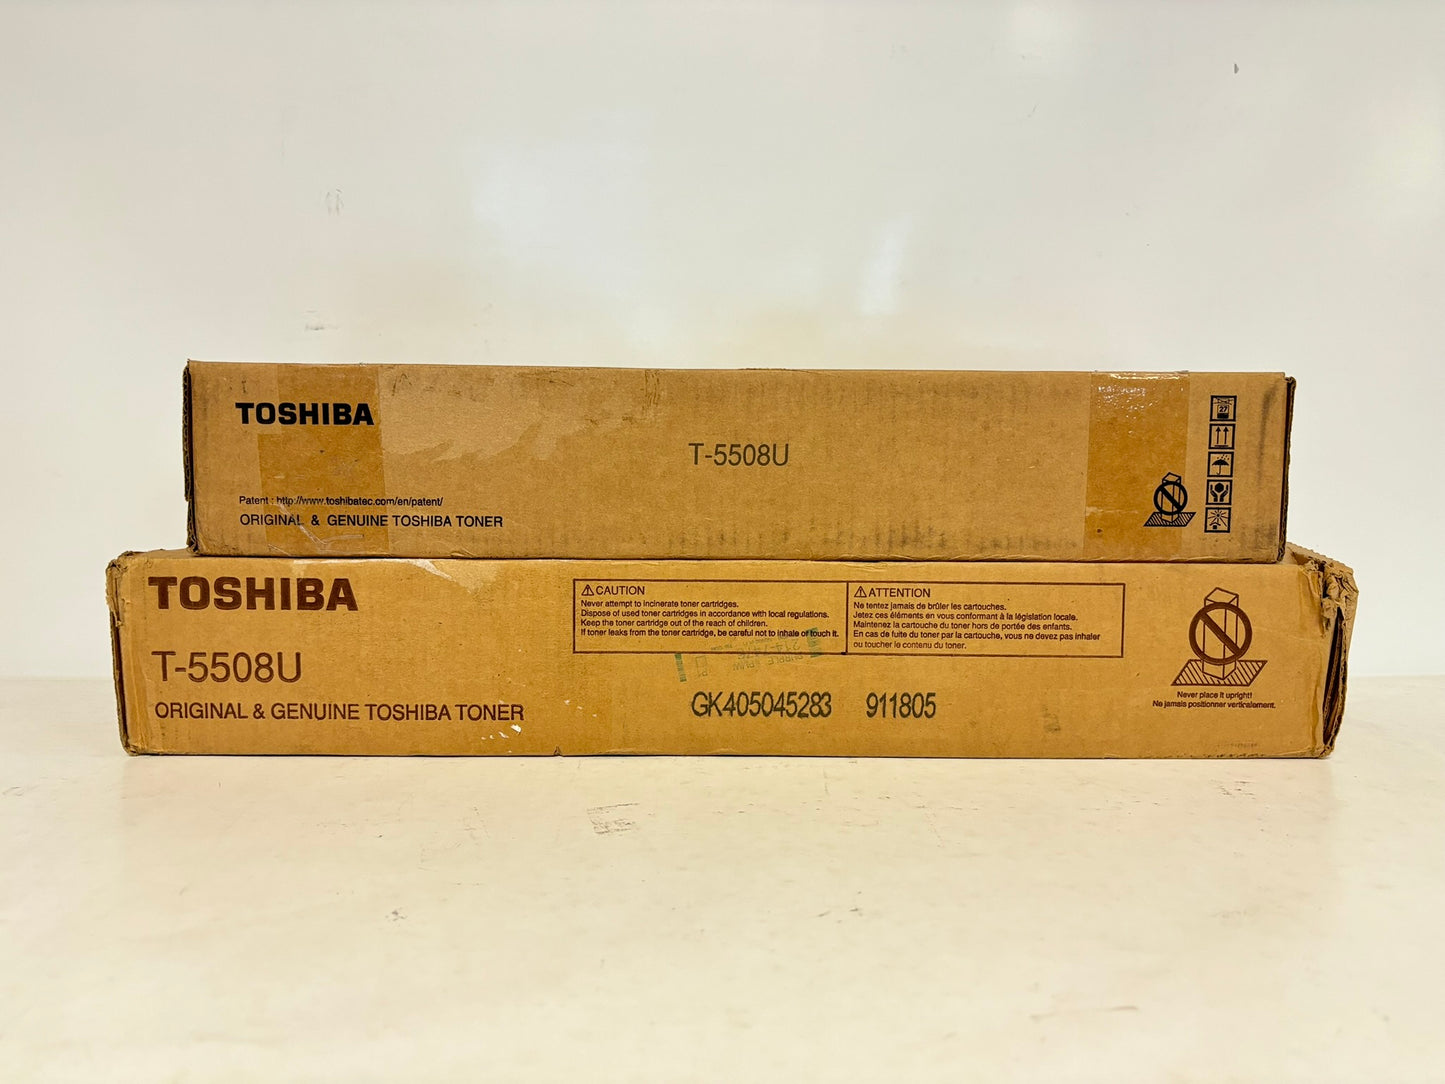 TOSHIBA
T-5508U
Patent : http://www.toshibatec.com/en/patent/
ORIGINAL & GENUINE TOSHIBA TONER
27
TOSHIBA
T-5508U
ORIGINAL & GENUINE TOSHIBA TONER
CAUTION
Never attempt to incinerate toner cartridges.
Dispose of used toner cartridges in accordance with local regulations.
Keep the toner cartridge out of the reach of children.
If toner leaks from the toner cartridge, be careful not to inhale or touch it.
ATTENTION
Ne tentez jamais de brûler les cartouches.
Jetez ces éléments en vous conformant à la législation locale.
Maintenez la cartouche du toner hors de portée des enfants.
En cas de fuite du toner par la cartouche, vous ne devez pas inhaler
ou toucher le contenu du toner.
GK405045283 911805
Never place it upright!
Ne jamais positionner verticalement.